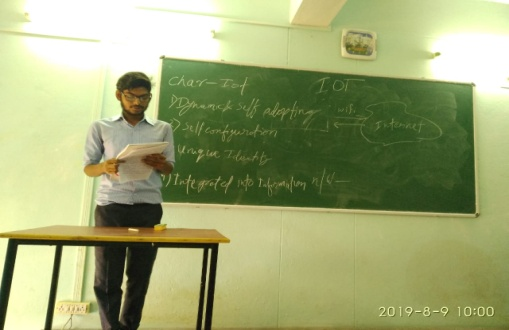 Char-IoT
IOT
1) Dynamic & Self adapting
2) Self configuration
Unique Identity
Integrated into Information n/w —
Internet
2019-8-9 10:00